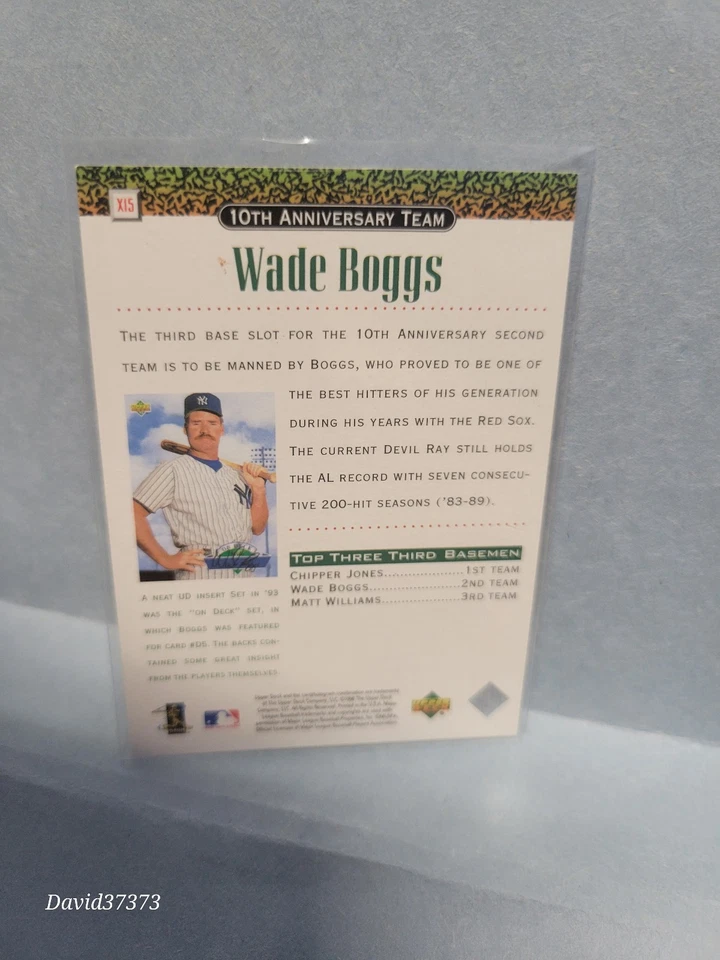 X15
10TH ANNIVERSARY TEAM
Wade Boggs
THE THIRD BASE SLOT FOR THE 10TH ANNIVERSARY SECOND
TEAM IS TO BE MANNED BY BOGGS, WHO PROVED TO BE ONE OF
THE BEST HITTERS OF HIS GENERATION
DURING HIS YEARS WITH THE RED SOX.
THE CURRENT DEVIL RAY STILL HOLDS
THE AL RECORD WITH SEVEN CONSECU-
TIVE 200-HIT SEASONS ('83-89).
TOP THREE THIRD BASEMEN
CHIPPER JONES....................1ST TEAM
WADE BOGGS.......................2ND TEAM
MATT WILLIAMS....................3RD TEAM
A NEAT UD INSERT SET IN '93
WAS THE "ON DECK" SET, IN
WHICH BOGGS WAS FEATURED
FOR CARD #D5. THE BACKS CON-
TAINED SOME GREAT INSIGHT
FROM THE PLAYERS THEMSELVES
UPPER DECK
David37373